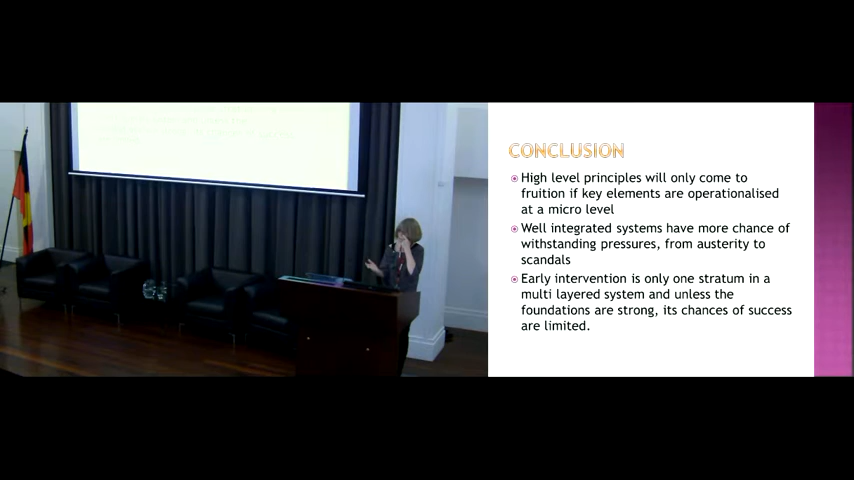 CONCLUSION
High level principles will only come to
fruition if key elements are operationalised
at a micro level
Well integrated systems have more chance of
withstanding pressures, from austerity to
scandals
Early intervention is only one stratum in a
multi layered system and unless the
foundations are strong, its chances of success
are limited.